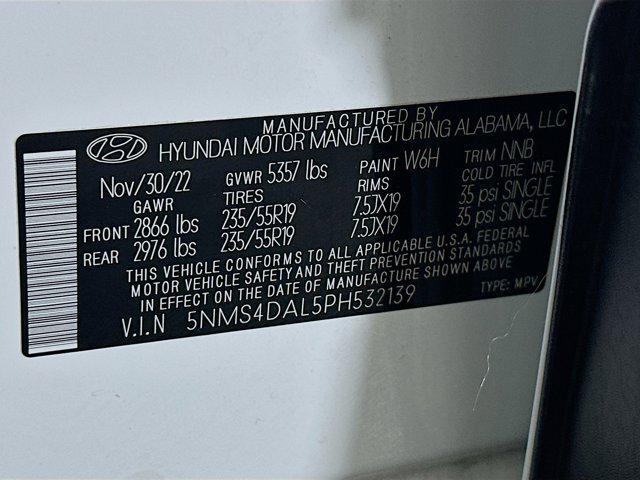 MANUFACTURED BY
HYUNDAI MOTOR MANUFACTURING ALABAMA, LLC
Nov/30/22 GVWR 5357 lbs PAINT W6H TRIM NNB
GAWR TIRES RIMS COLD TIRE INFL
FRONT 2866 lbs 235/55R19 7.5JX19 35 psi SINGLE
REAR 2976 lbs 235/55R19 7.5JX19 35 psi SINGLE
THIS VEHICLE CONFORMS TO ALL APPLICABLE U.S.A. FEDERAL
MOTOR VEHICLE SAFETY AND THEFT PREVENTION STANDARDS
IN EFFECT ON THE DATE OF MANUFACTURE SHOWN ABOVE
V.I.N 5NMS4DAL5PH532139 TYPE: MPV